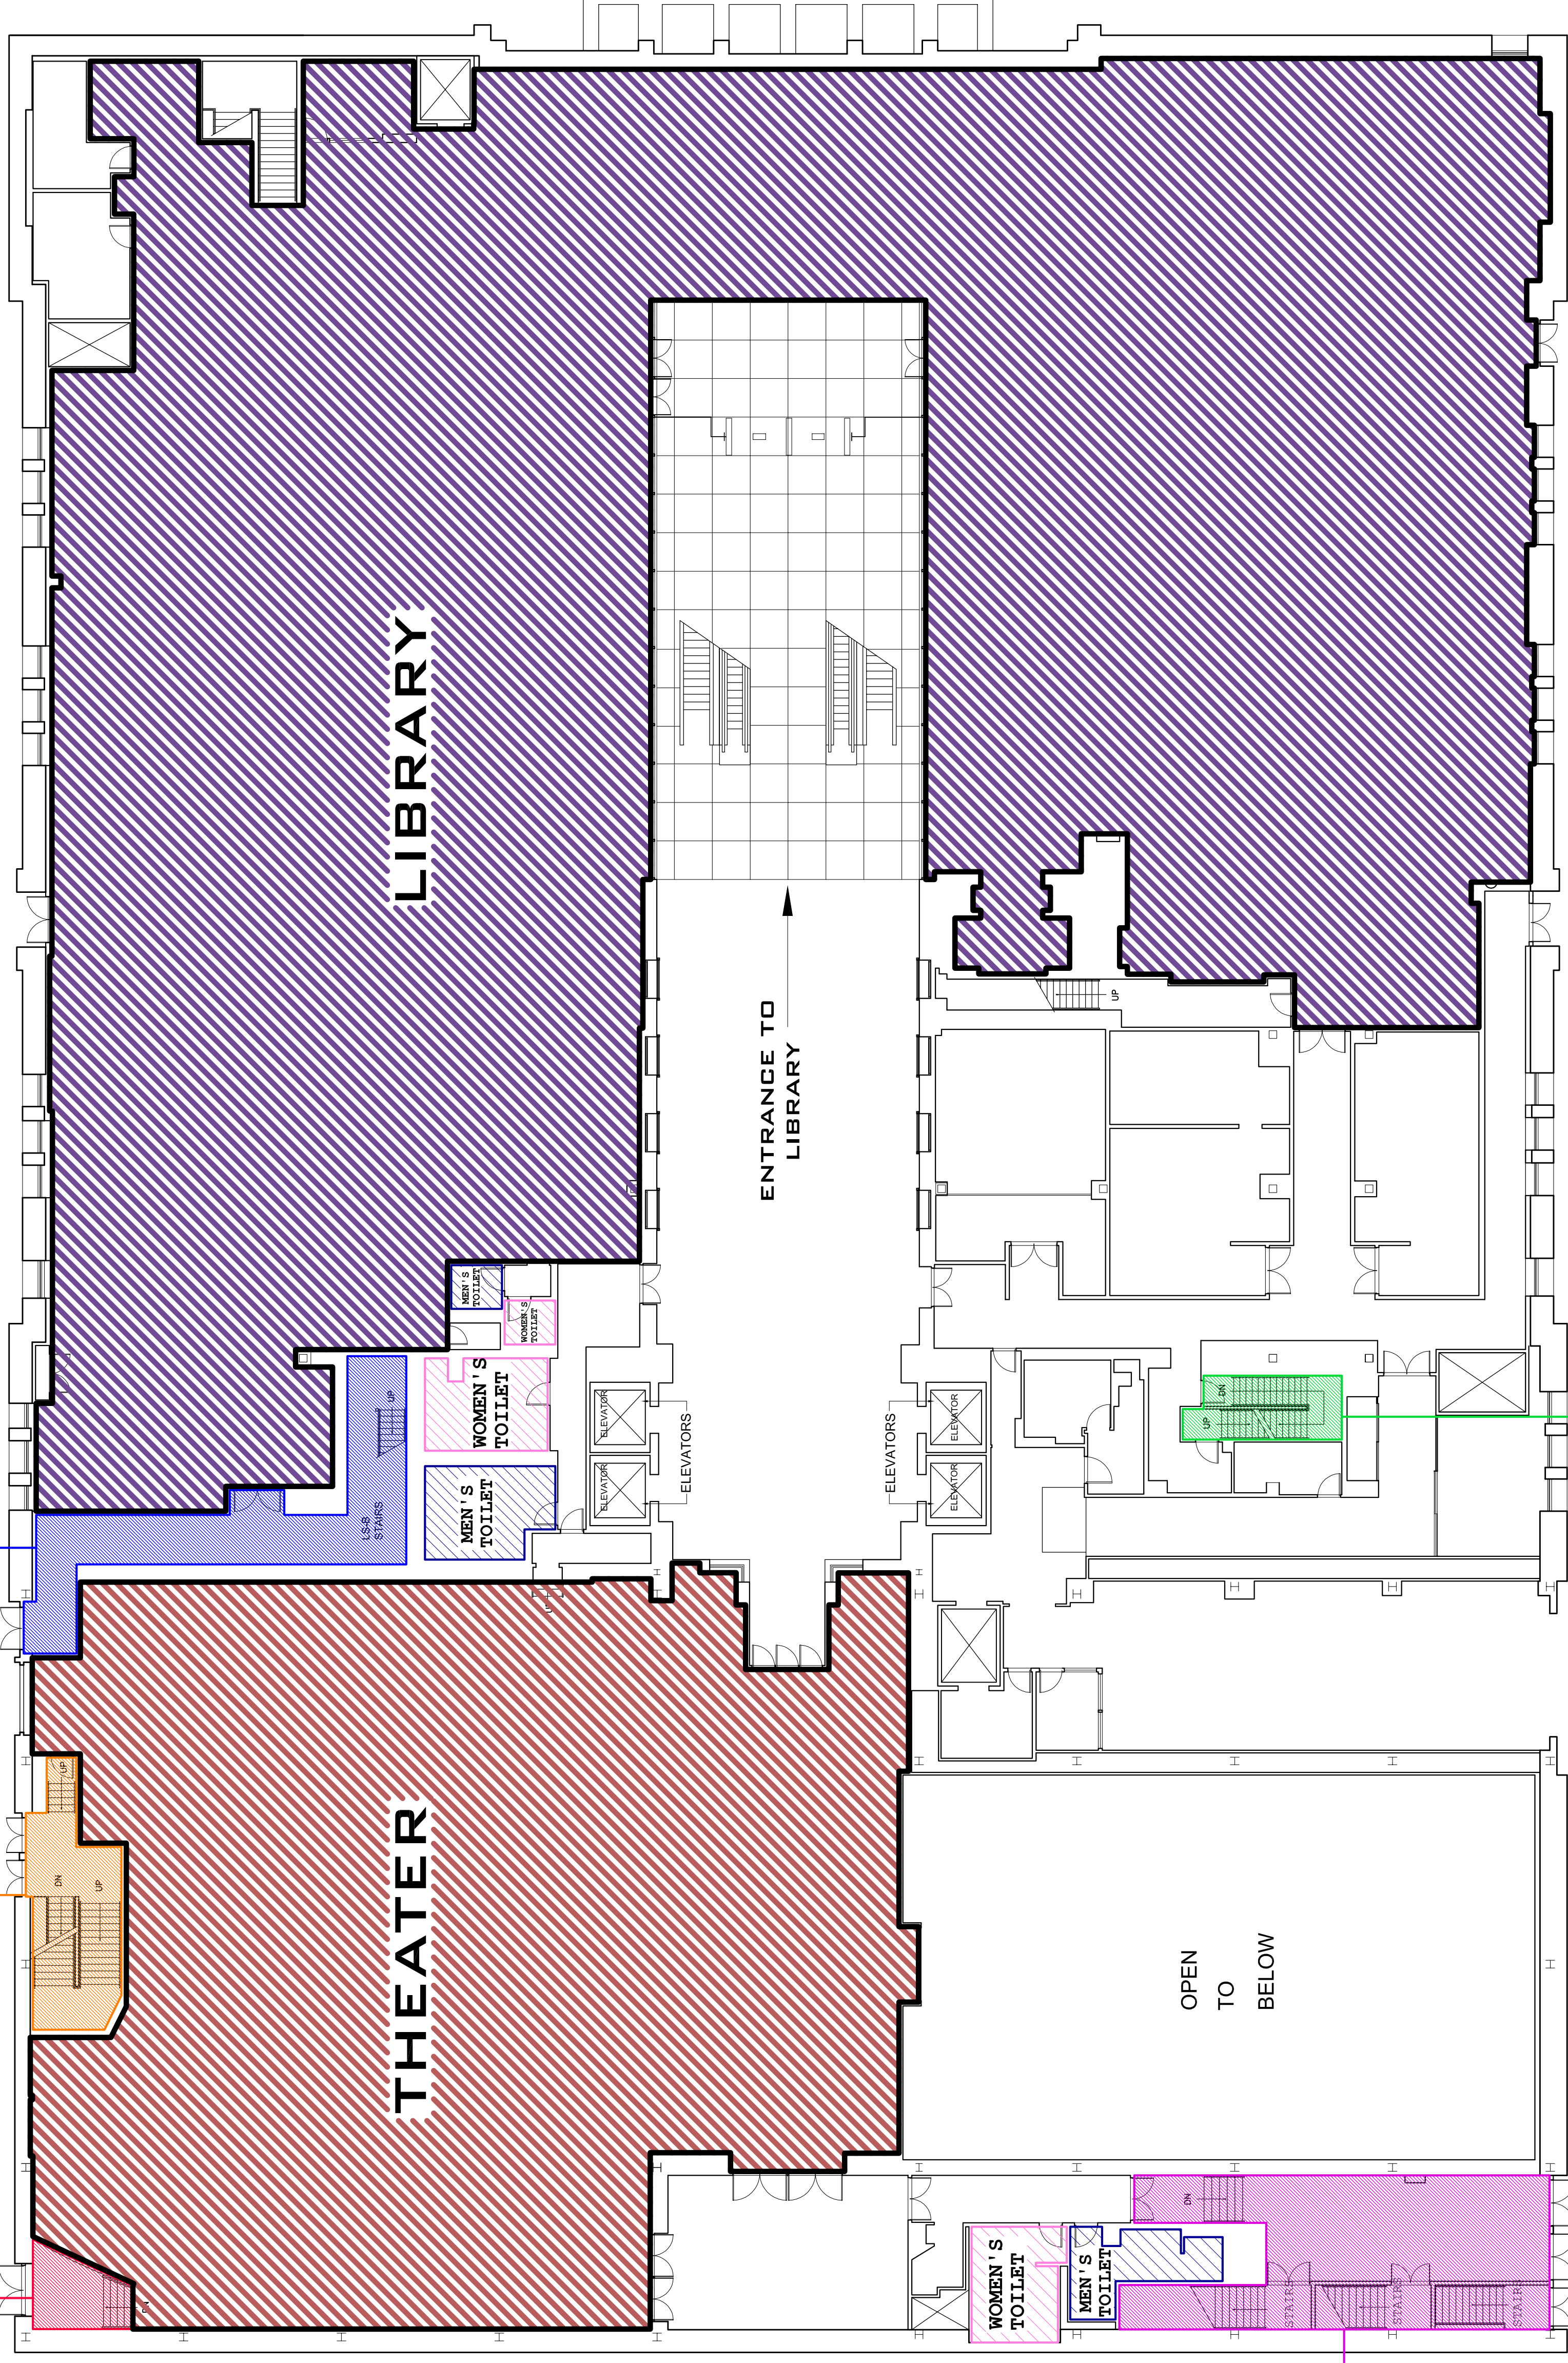 LIBRARY
ENTRANCE TO
LIBRARY
UP
MEN'S
TOILET
WOMEN'S
TOILET
WOMEN'S
TOILET
MEN'S
TOILET
UP
LS-B
STAIRS
ELEVATOR
ELEVATOR
ELEVATORS
ELEVATORS
ELEVATOR
ELEVATOR
DN
UP
UP
DN
UP
THEATER
OPEN
TO
BELOW
DN
DN
WOMEN'S
TOILET
MEN'S
TOILET
STAIRS
STAIRS
STAIRS